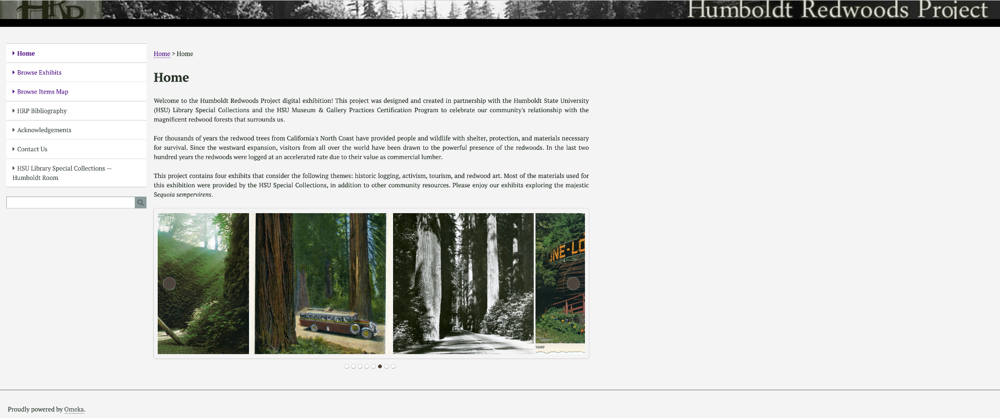 HRP
Humboldt Redwoods Project
Home
Browse Exhibits
Browse Items Map
HRP Bibliography
Acknowledgements
Contact Us
HSU Library Special Collections —
Humboldt Room
Home > Home
Home
Welcome to the Humboldt Redwoods Project digital exhibition! This project was designed and created in partnership with the Humboldt State University
(HSU) Library Special Collections and the HSU Museum & Gallery Practices Certification Program to celebrate our community's relationship with the
magnificent redwood forests that surrounds us.
For thousands of years the redwood trees from California's North Coast have provided people and wildlife with shelter, protection, and materials necessary
for survival. Since the westward expansion, visitors from all over the world have been drawn to the powerful presence of the redwoods. In the last two
hundred years the redwoods were logged at an accelerated rate due to their value as commercial lumber.
This project contains four exhibits that consider the following themes: historic logging, activism, tourism, and redwood art. Most of the materials used for
this exhibition were provided by the HSU Special Collections, in addition to other community resources. Please enjoy our exhibits exploring the majestic
Sequoia sempervirens.
NE-LO
ouse
Proudly powered by Omeka.